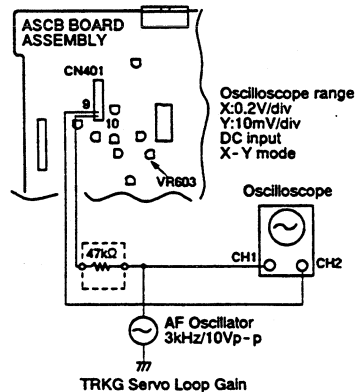 ASCB BOARD
ASSEMBLY
CN401
9
10
VR603
Oscilloscope range
X:0.2V/div
Y:10mV/div
DC input
X-Y mode
Oscilloscope
47kΩ
CH1
CH2
AF Oscillator
3kHz/10Vp-p
TRKG Servo Loop Gain